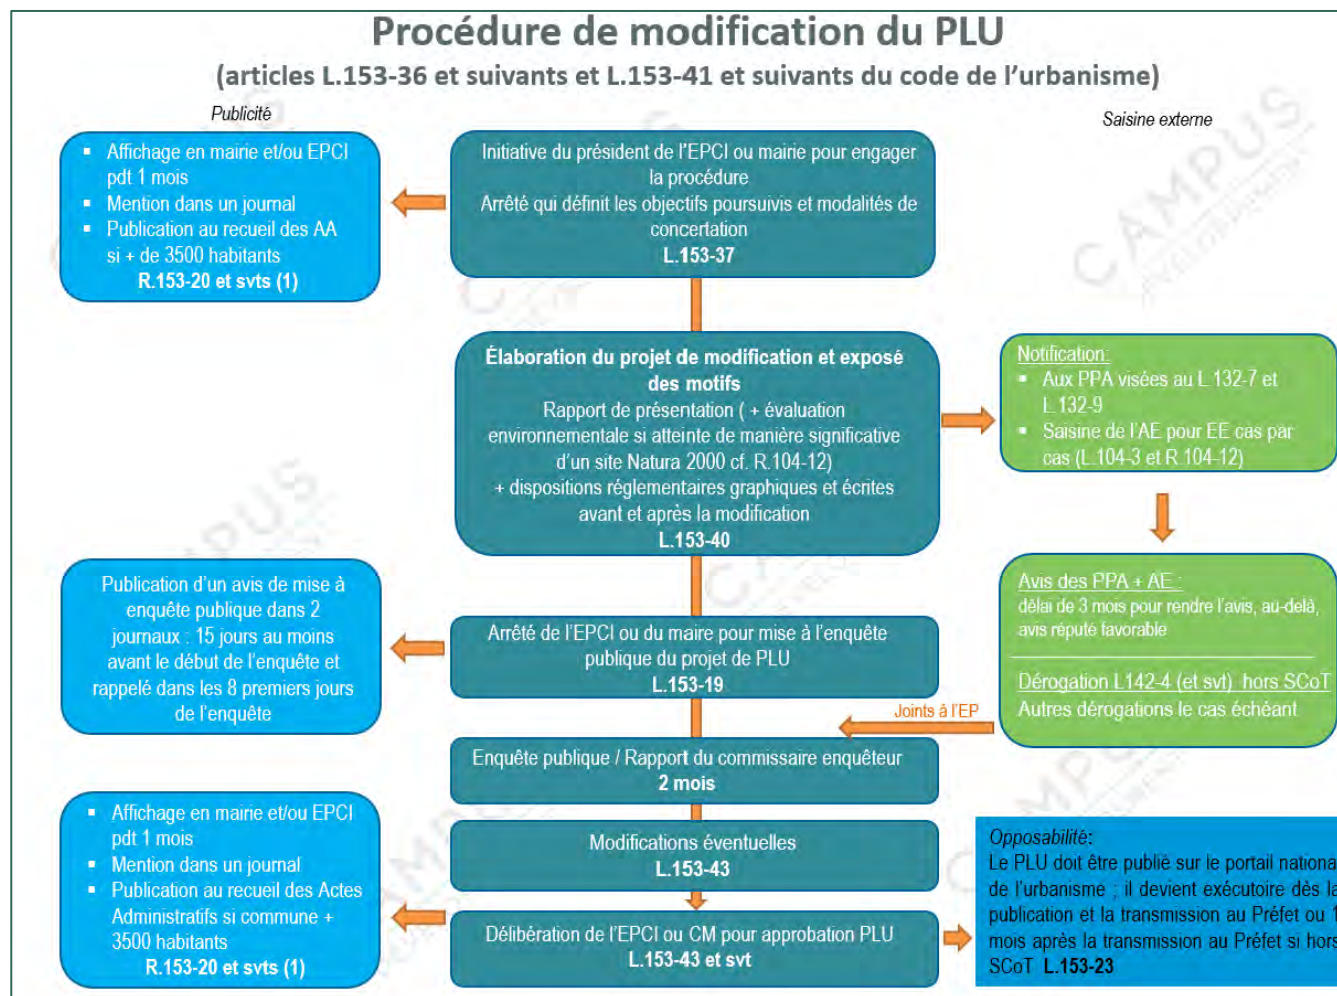 Procédure de modification du PLU
(articles L.153-36 et suivants et L.153-41 et suivants du code de l'urbanisme)
Publicité
Saisine externe
▪ Affichage en mairie et/ou EPCI
pdt 1 mois
▪ Mention dans un journal
▪ Publication au recueil des AA
si + de 3500 habitants
R.153-20 et svts (1)
Initiative du président de l'EPCI ou mairie pour engager
la procédure
Arrêté qui définit les objectifs poursuivis et modalités de
concertation
L.153-37
Élaboration du projet de modification et exposé
des motifs
Rapport de présentation ( + évaluation
environnementale si atteinte de manière significative
d'un site Natura 2000 cf. R.104-12)
+ dispositions réglementaires graphiques et écrites
avant et après la modification
L.153-40
Notification:
▪ Aux PPA visées au L.132-7 et
L.132-9
▪ Saisine de l'AE pour EE cas par
cas (L.104-3 et R.104-12)
Publication d'un avis de mise à
enquête publique dans 2
journaux : 15 jours au moins
avant le début de l'enquête et
rappelé dans les 8 premiers jours
de l'enquête
Arrêté de l'EPCI ou du maire pour mise à l'enquête
publique du projet de PLU
L.153-19
Avis des PPA + AE :
délai de 3 mois pour rendre l'avis, au-delà,
avis réputé favorable
Dérogation L142-4 (et svt) hors SCoT
Autres dérogations le cas échéant
Joints à l'EP
Enquête publique / Rapport du commissaire enquêteur
2 mois
▪ Affichage en mairie et/ou EPCI
pdt 1 mois
▪ Mention dans un journal
▪ Publication au recueil des Actes
Administratifs si commune +
3500 habitants
R.153-20 et svts (1)
Modifications éventuelles
L.153-43
Délibération de l'EPCI ou CM pour approbation PLU
L.153-43 et svt
Opposabilité:
Le PLU doit être publié sur le portail national
de l'urbanisme ; il devient exécutoire dès la
publication et la transmission au Préfet ou 1
mois après la transmission au Préfet si hors
SCoT L.153-23
CAMPUS
CAMPUS